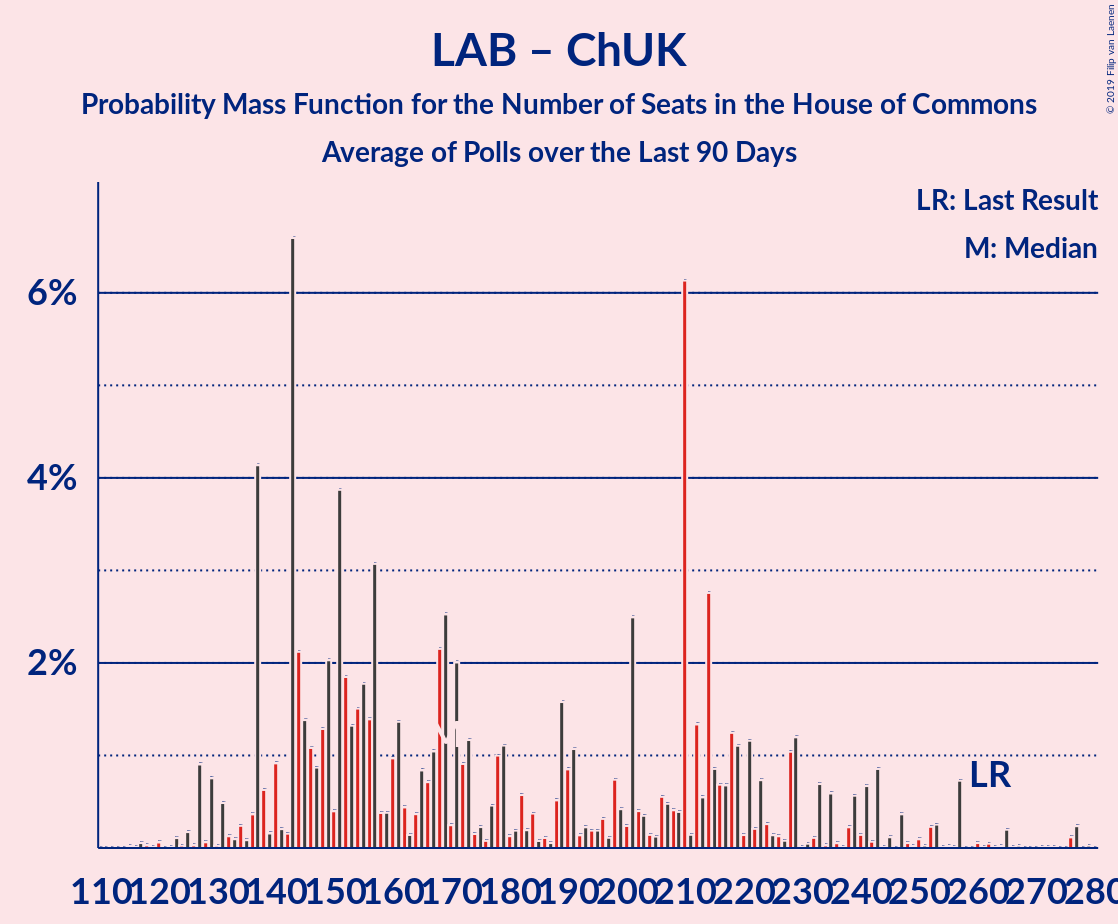 LAB – ChUK
Probability Mass Function for the Number of Seats in the House of Commons
Average of Polls over the Last 90 Days
© 2019 Filip van Laenen
LR: Last Result
M: Median
6%
4%
2%
M
LR
110 120 130 140 150 160 170 180 190 200 210 220 230 240 250 260 270 280